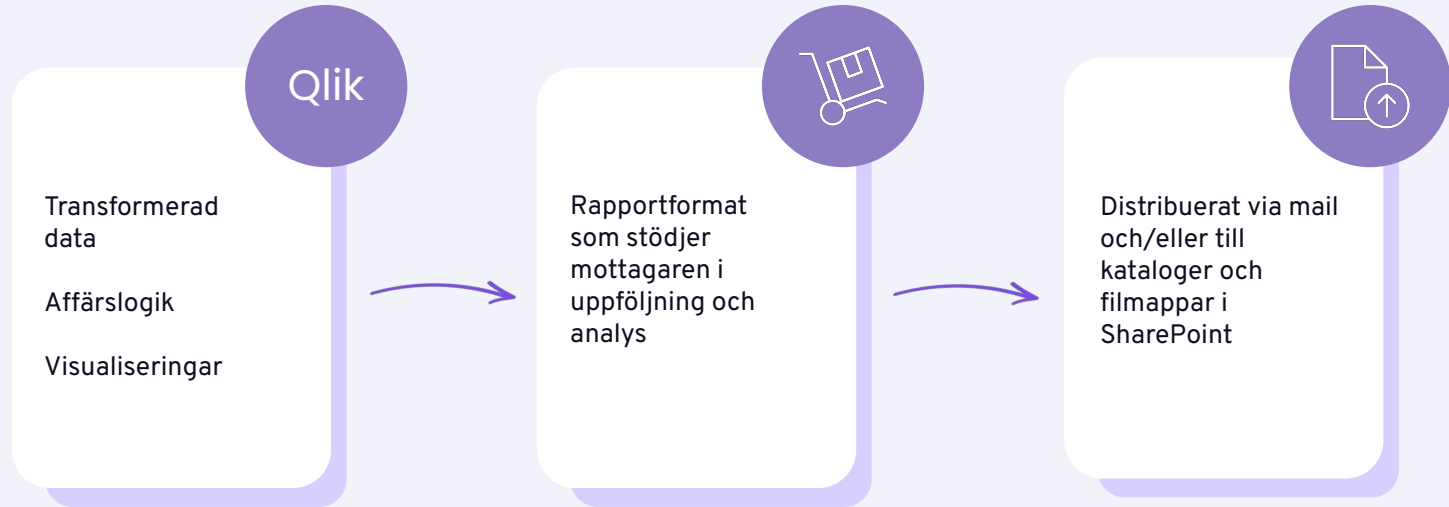 Qlik
Transformerad
data
Affärslogik
Visualiseringar
Rapportformat
som stödjer
mottagaren i
uppföljning och
analys
Distribuerat via mail
och/eller till
kataloger och
filmappar i
SharePoint